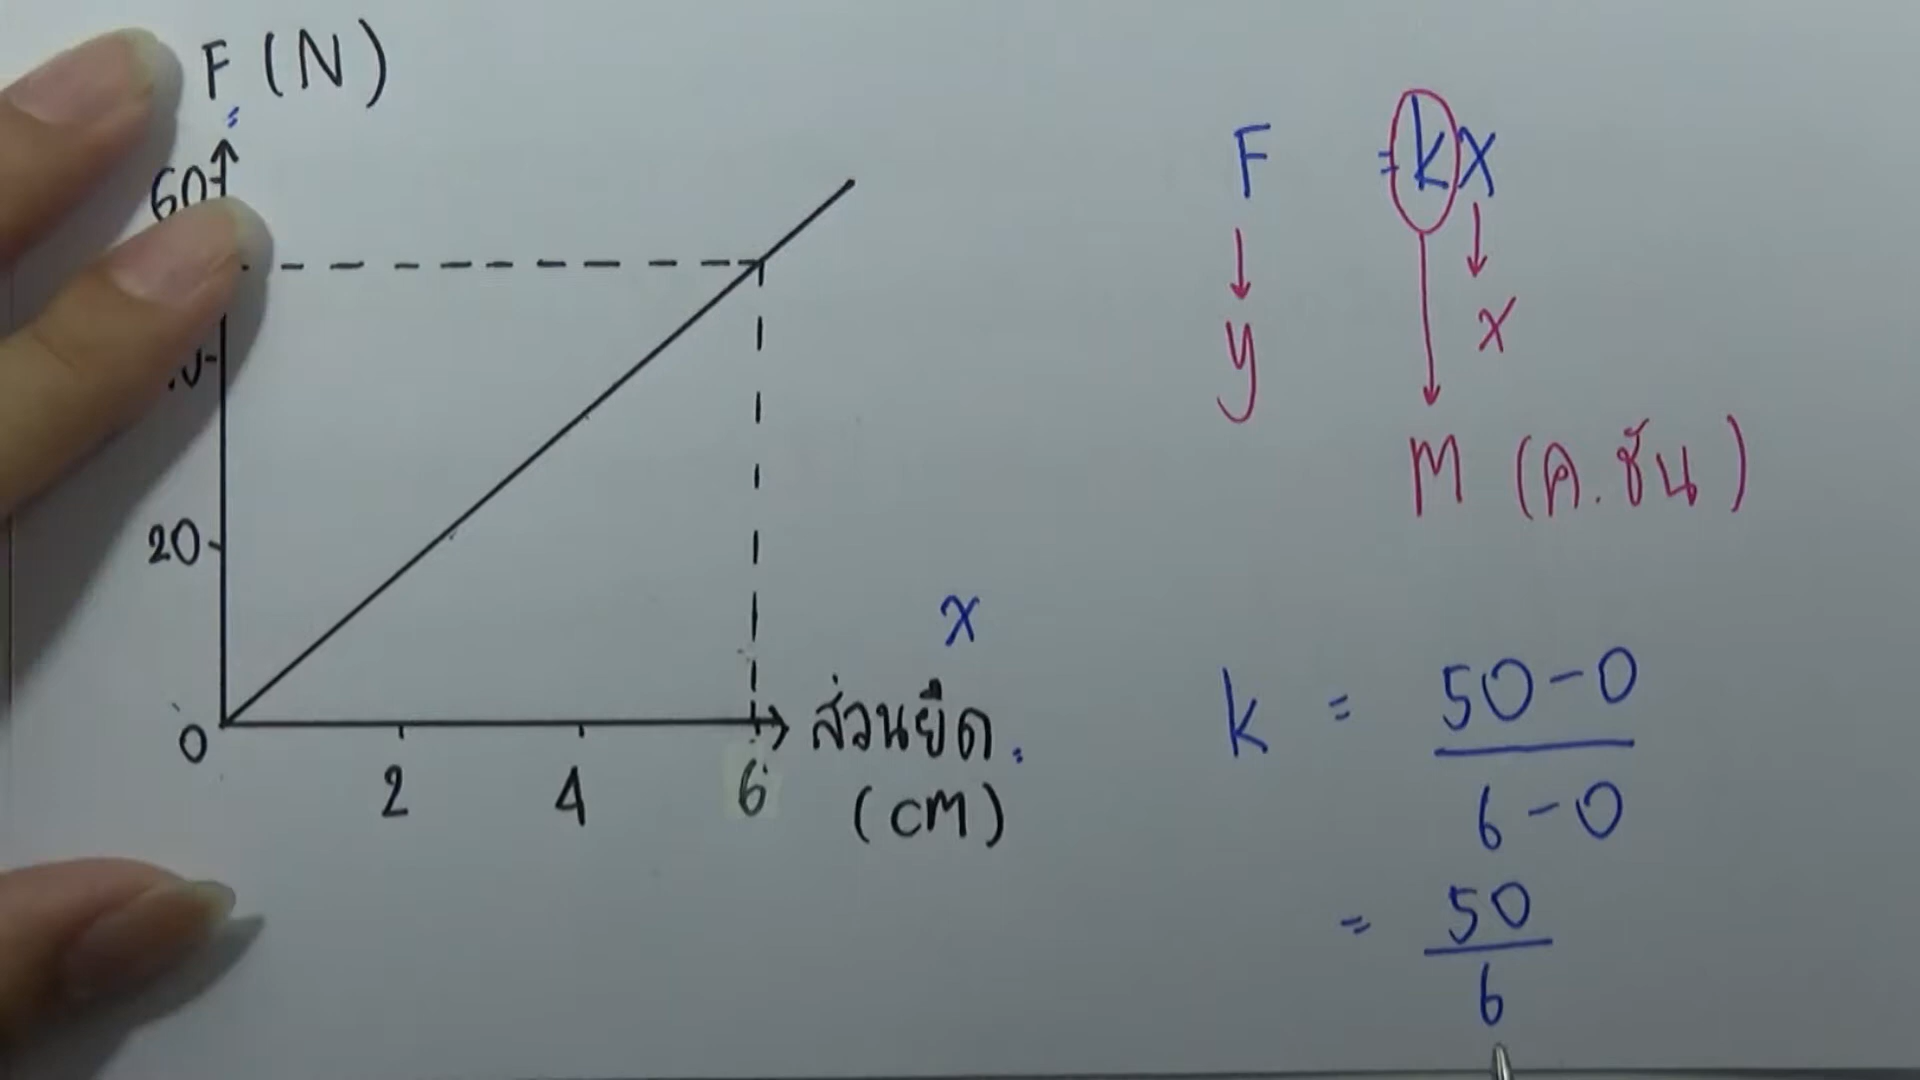 F (N)
60
20
0
2 4 6
x
ส่วนยืด
(cm)
F = kx
y x
M (ค.ชัน)
k = 50-0
6-0
= 50
6